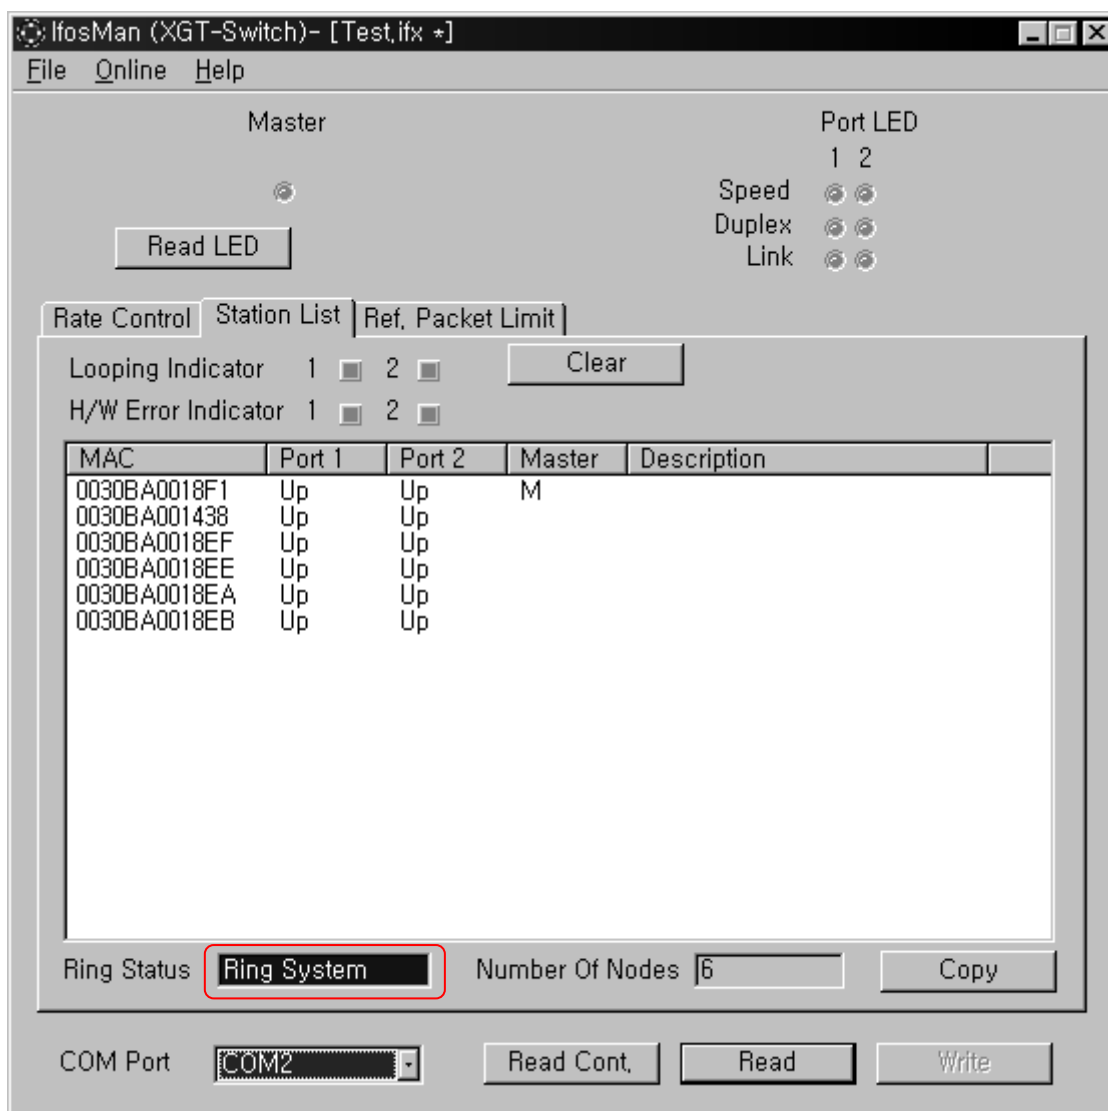 IfosMan (XGT-Switch)- [Test.ifx *]
File Online Help
Master Port LED
1 2
Speed
Duplex
Read LED
Link
Rate Control Station List Ref. Packet Limit
Looping Indicator 1 2 Clear
H/W Error Indicator 1 2
MAC Port 1 Port 2 Master Description
0030BA0018F1 Up Up M
0030BA001438 Up Up
0030BA0018EF Up Up
0030BA0018EE Up Up
0030BA0018EA Up Up
0030BA0018EB Up Up
Ring Status Ring System Number Of Nodes 6 Copy
COM Port COM2 Read Cont. Read Write